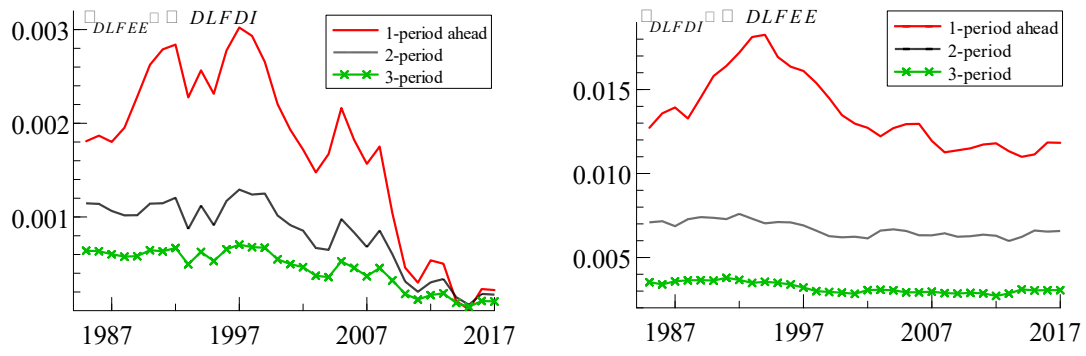 □DLFEE□ □ DLFDI
1-period ahead
2-period
3-period
0.003
0.002
0.001
1987 1997 2007 2017
□DLFDI□ □ DLFEE
1-period ahead
2-period
3-period
0.015
0.010
0.005
1987 1997 2007 2017